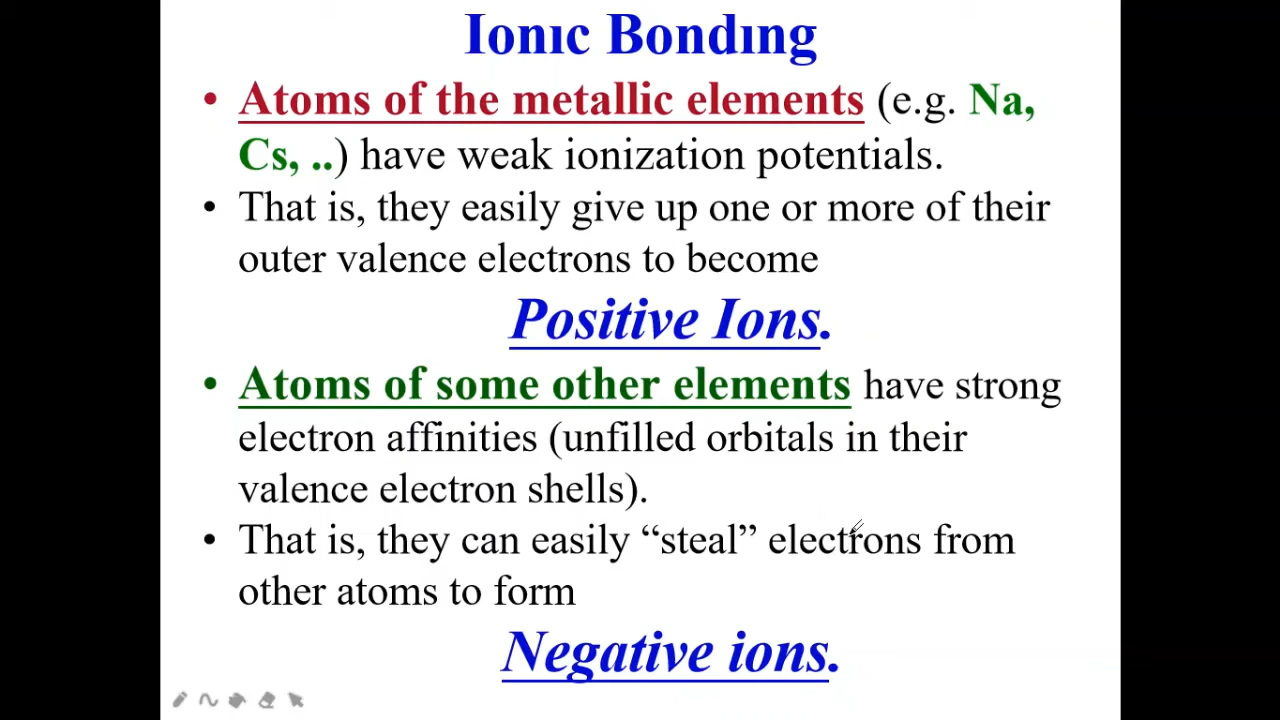 Ionic Bonding
• Atoms of the metallic elements (e.g. Na,
Cs, ..) have weak ionization potentials.
• That is, they easily give up one or more of their
outer valence electrons to become
Positive Ions.
• Atoms of some other elements have strong
electron affinities (unfilled orbitals in their
valence electron shells).
• That is, they can easily “steal” electrons from
other atoms to form
Negative ions.